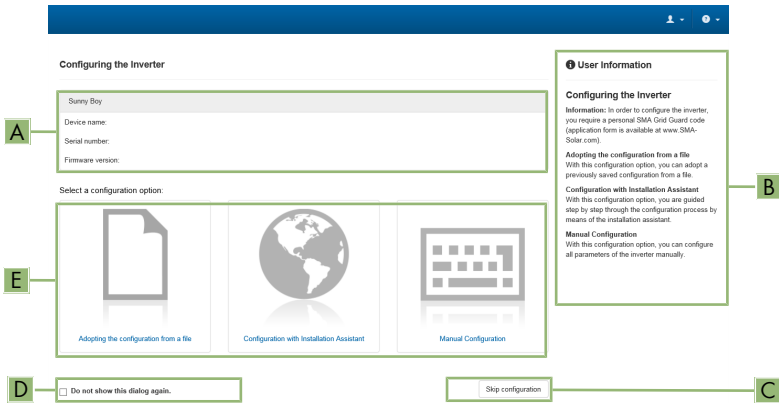 Configuring the Inverter
Sunny Boy
Device name:
Serial number:
Firmware version:
Select a configuration option:
Adopting the configuration from a file
Configuration with Installation Assistant
Manual Configuration
Do not show this dialog again.
Skip configuration
User Information
Configuring the Inverter
Information: In order to configure the inverter,
you require a personal SMA Grid Guard code
(application form is available at www.SMA-
Solar.com).
Adopting the configuration from a file
With this configuration option, you can adopt a
previously saved configuration from a file.
Configuration with Installation Assistant
With this configuration option, you are guided
step by step through the configuration process by
means of the installation assistant.
Manual Configuration
With this configuration option, you can configure
all parameters of the inverter manually.
A
B
E
D
C